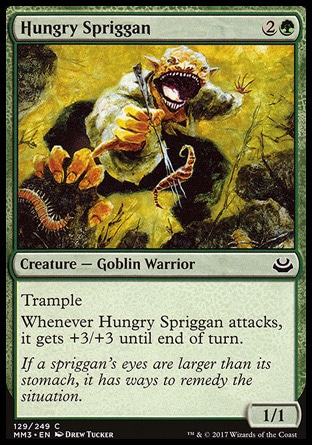 Hungry Spriggan 2
Creature — Goblin Warrior
Trample
Whenever Hungry Spriggan attacks,
it gets +3/+3 until end of turn.
If a spriggan's eyes are larger than its
stomach, it has ways to remedy the
situation.
1/1
129/249 C
MM3 • EN DREW TUCKER
™ & © 2017 Wizards of the Coast